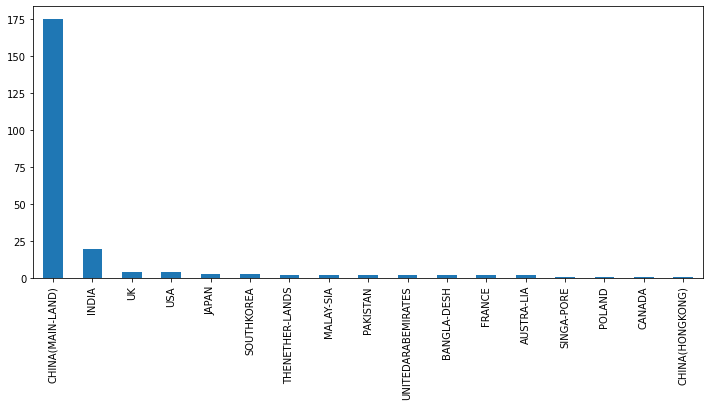 175
150
125
100
75
50
25
0
CHINA(MAIN-LAND)
INDIA
UK
USA
JAPAN
SOUTHKOREA
THENETHER-LANDS
MALAY-SIA
PAKISTAN
UNITEDARABEMIRATES
BANGLA-DESH
FRANCE
AUSTRA-LIA
SINGA-PORE
POLAND
CANADA
CHINA(HONGKONG)